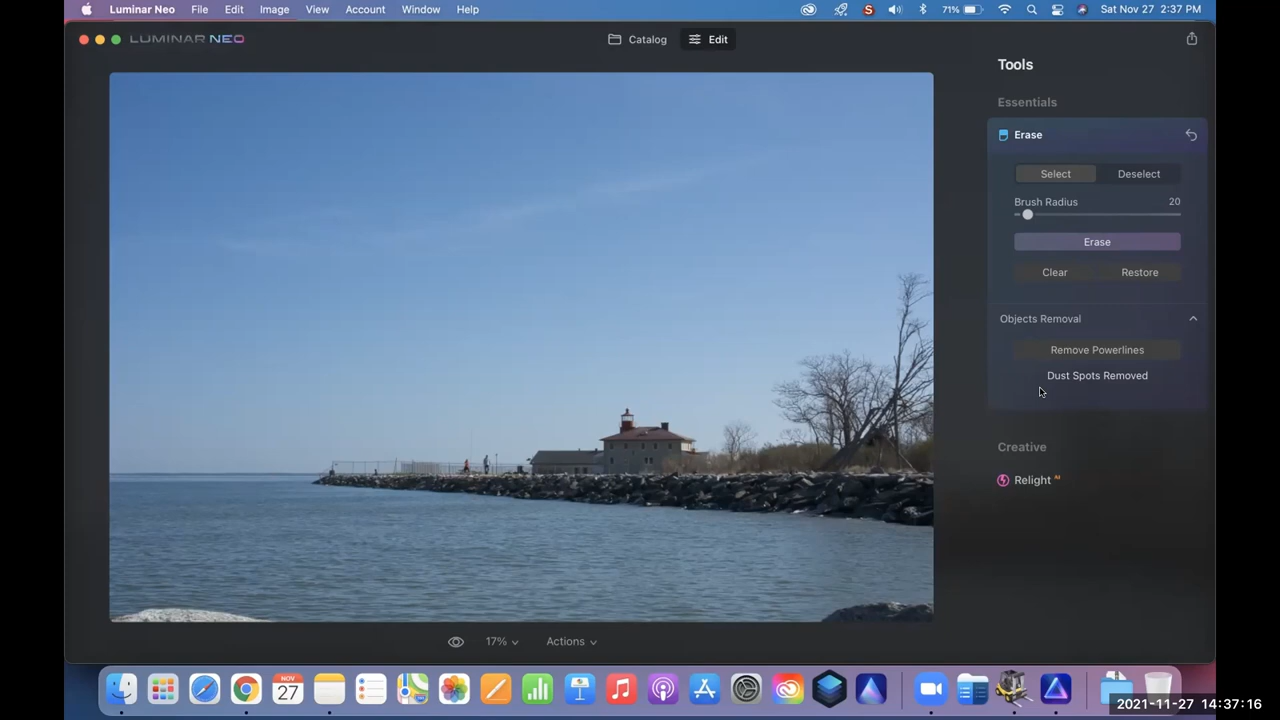 Luminar Neo File Edit Image View Account Window Help 71% Sat Nov 27 2:37 PM
LUMINAR NEO Catalog Edit
Tools
Essentials
Erase
Select Deselect
Brush Radius 20
Erase
Clear Restore
Objects Removal
Remove Powerlines
Dust Spots Removed
Creative
Relight AI
17% Actions
NOV
27
2021-11-27 14:37:16